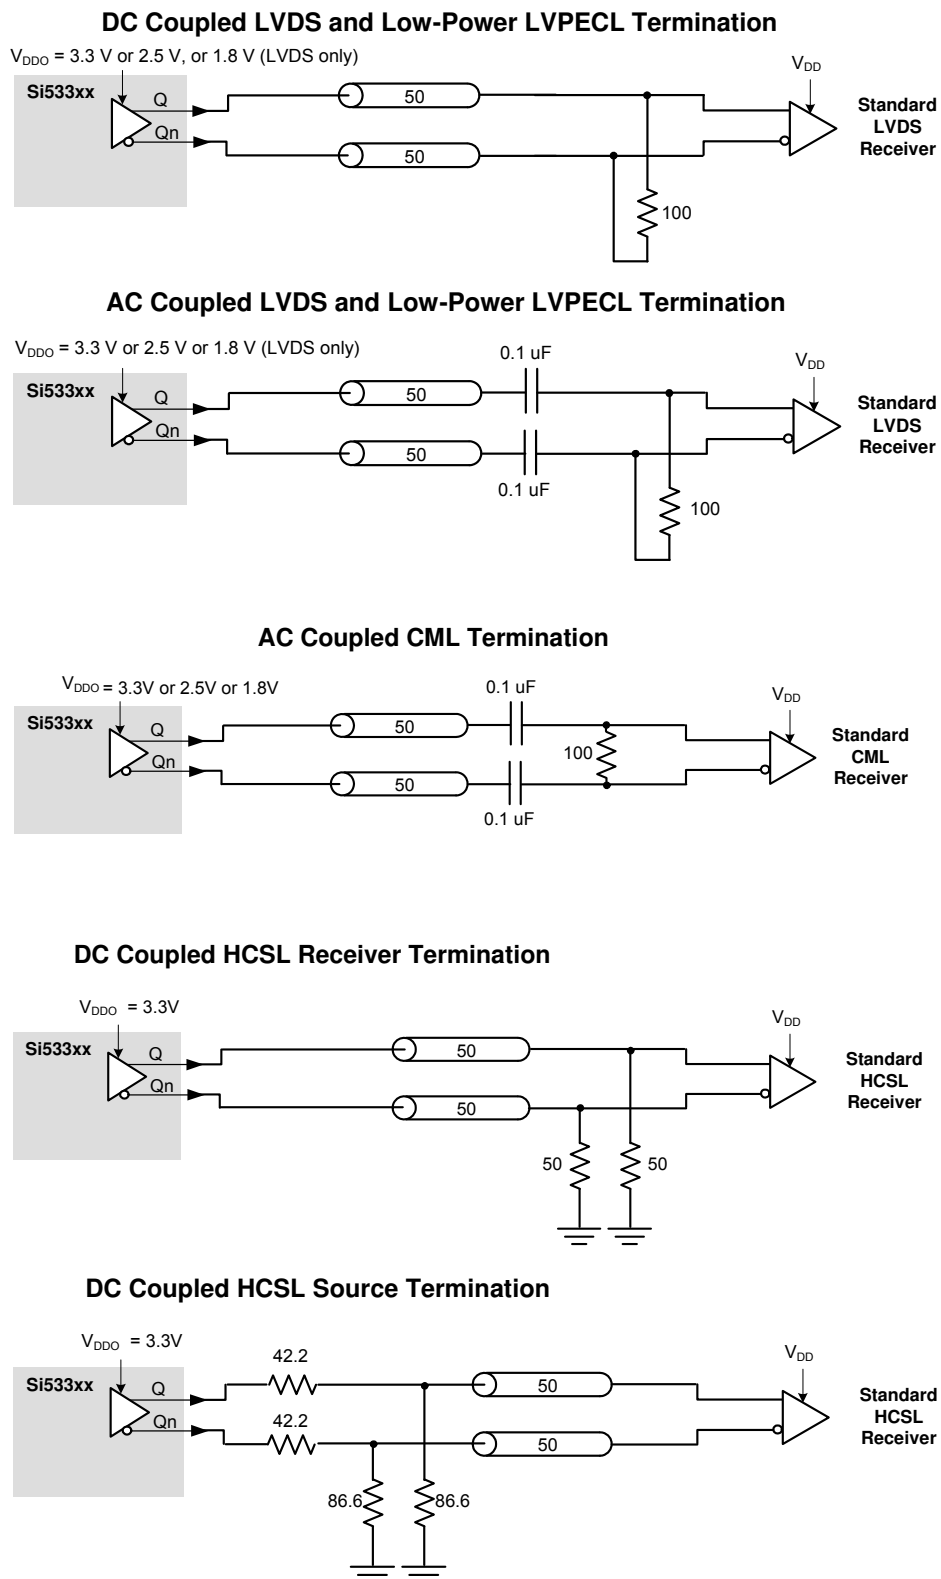 DC Coupled LVDS and Low-Power LVPECL Termination
VDDO = 3.3 V or 2.5 V, or 1.8 V (LVDS only)
VDD
Si533xx
Q
Qn
50
50
100
Standard
LVDS
Receiver
AC Coupled LVDS and Low-Power LVPECL Termination
VDDO = 3.3 V or 2.5 V or 1.8 V (LVDS only)
0.1 uF
VDD
Si533xx
Q
Qn
50
50
0.1 uF
100
Standard
LVDS
Receiver
AC Coupled CML Termination
VDDO = 3.3V or 2.5V or 1.8V
0.1 uF
VDD
Si533xx
Q
Qn
50
50
100
0.1 uF
Standard
CML
Receiver
DC Coupled HCSL Receiver Termination
VDDO = 3.3V
VDD
Si533xx
Q
Qn
50
50
50
50
Standard
HCSL
Receiver
DC Coupled HCSL Source Termination
VDDO = 3.3V
42.2
VDD
Si533xx
Q
Qn
42.2
50
50
86.6
86.6
Standard
HCSL
Receiver